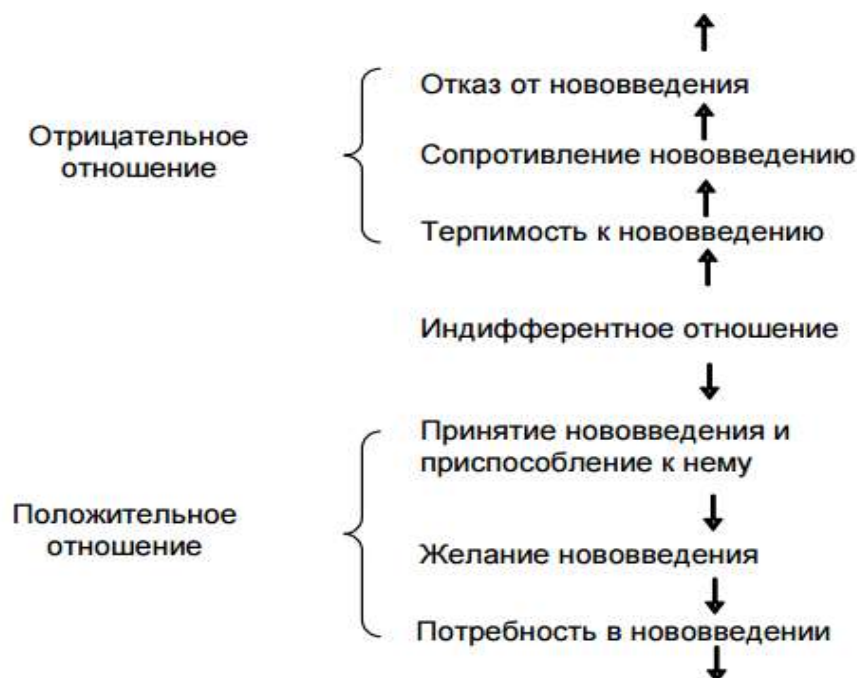 Отрицательное
отношение
Отказ от нововведения
Сопротивление нововведению
Терпимость к нововведению
Индифферентное отношение
Положительное
отношение
Принятие нововведения и
приспособление к нему
Желание нововведения
Потребность в нововведении